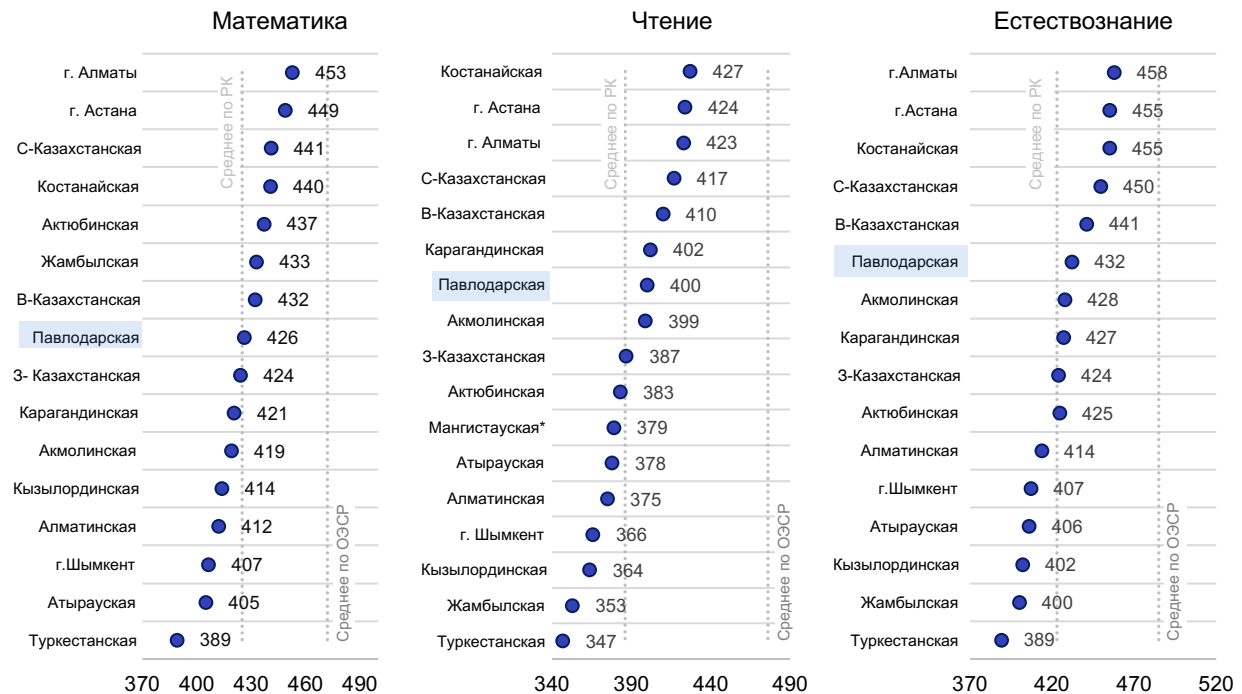 Математика
г. Алматы 453
г. Астана 449
С-Казахстанская 441
Костанайская 440
Актюбинская 437
Жамбылская 433
В-Казахстанская 432
Павлодарская 426
З- Казахстанская 424
Карагандинская 421
Акмолинская 419
Кызылординская 414
Алматинская 412
г.Шымкент 407
Атырауская 405
Туркестанская 389
Среднее по РК
Среднее по ОЭСР
370 400 430 460 490
Чтение
Костанайская 427
г. Астана 424
г. Алматы 423
С-Казахстанская 417
В-Казахстанская 410
Карагандинская 402
Павлодарская 400
Акмолинская 399
З-Казахстанская 387
Актюбинская 383
Мангистауская* 379
Атырауская 378
Алматинская 375
г. Шымкент 366
Кызылординская 364
Жамбылская 353
Туркестанская 347
Среднее по РК
Среднее по ОЭСР
340 390 440 490
Естествознание
г.Алматы 458
г.Астана 455
Костанайская 455
С-Казахстанская 450
В-Казахстанская 441
Павлодарская 432
Акмолинская 428
Карагандинская 427
З-Казахстанская 424
Актюбинская 425
Алматинская 414
г.Шымкент 407
Атырауская 406
Кызылординская 402
Жамбылская 400
Туркестанская 389
Среднее по РК
Среднее по ОЭСР
370 420 470 520